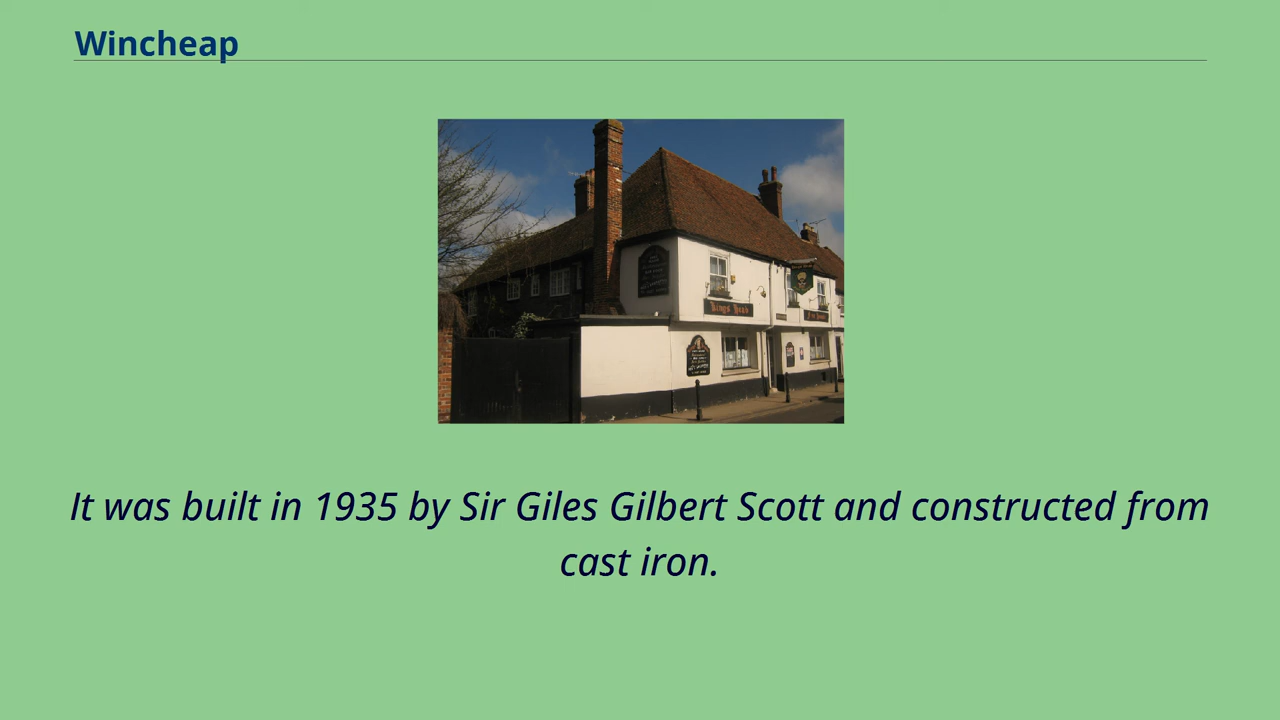 Wincheap
Kings Head
It was built in 1935 by Sir Giles Gilbert Scott and constructed from
cast iron.